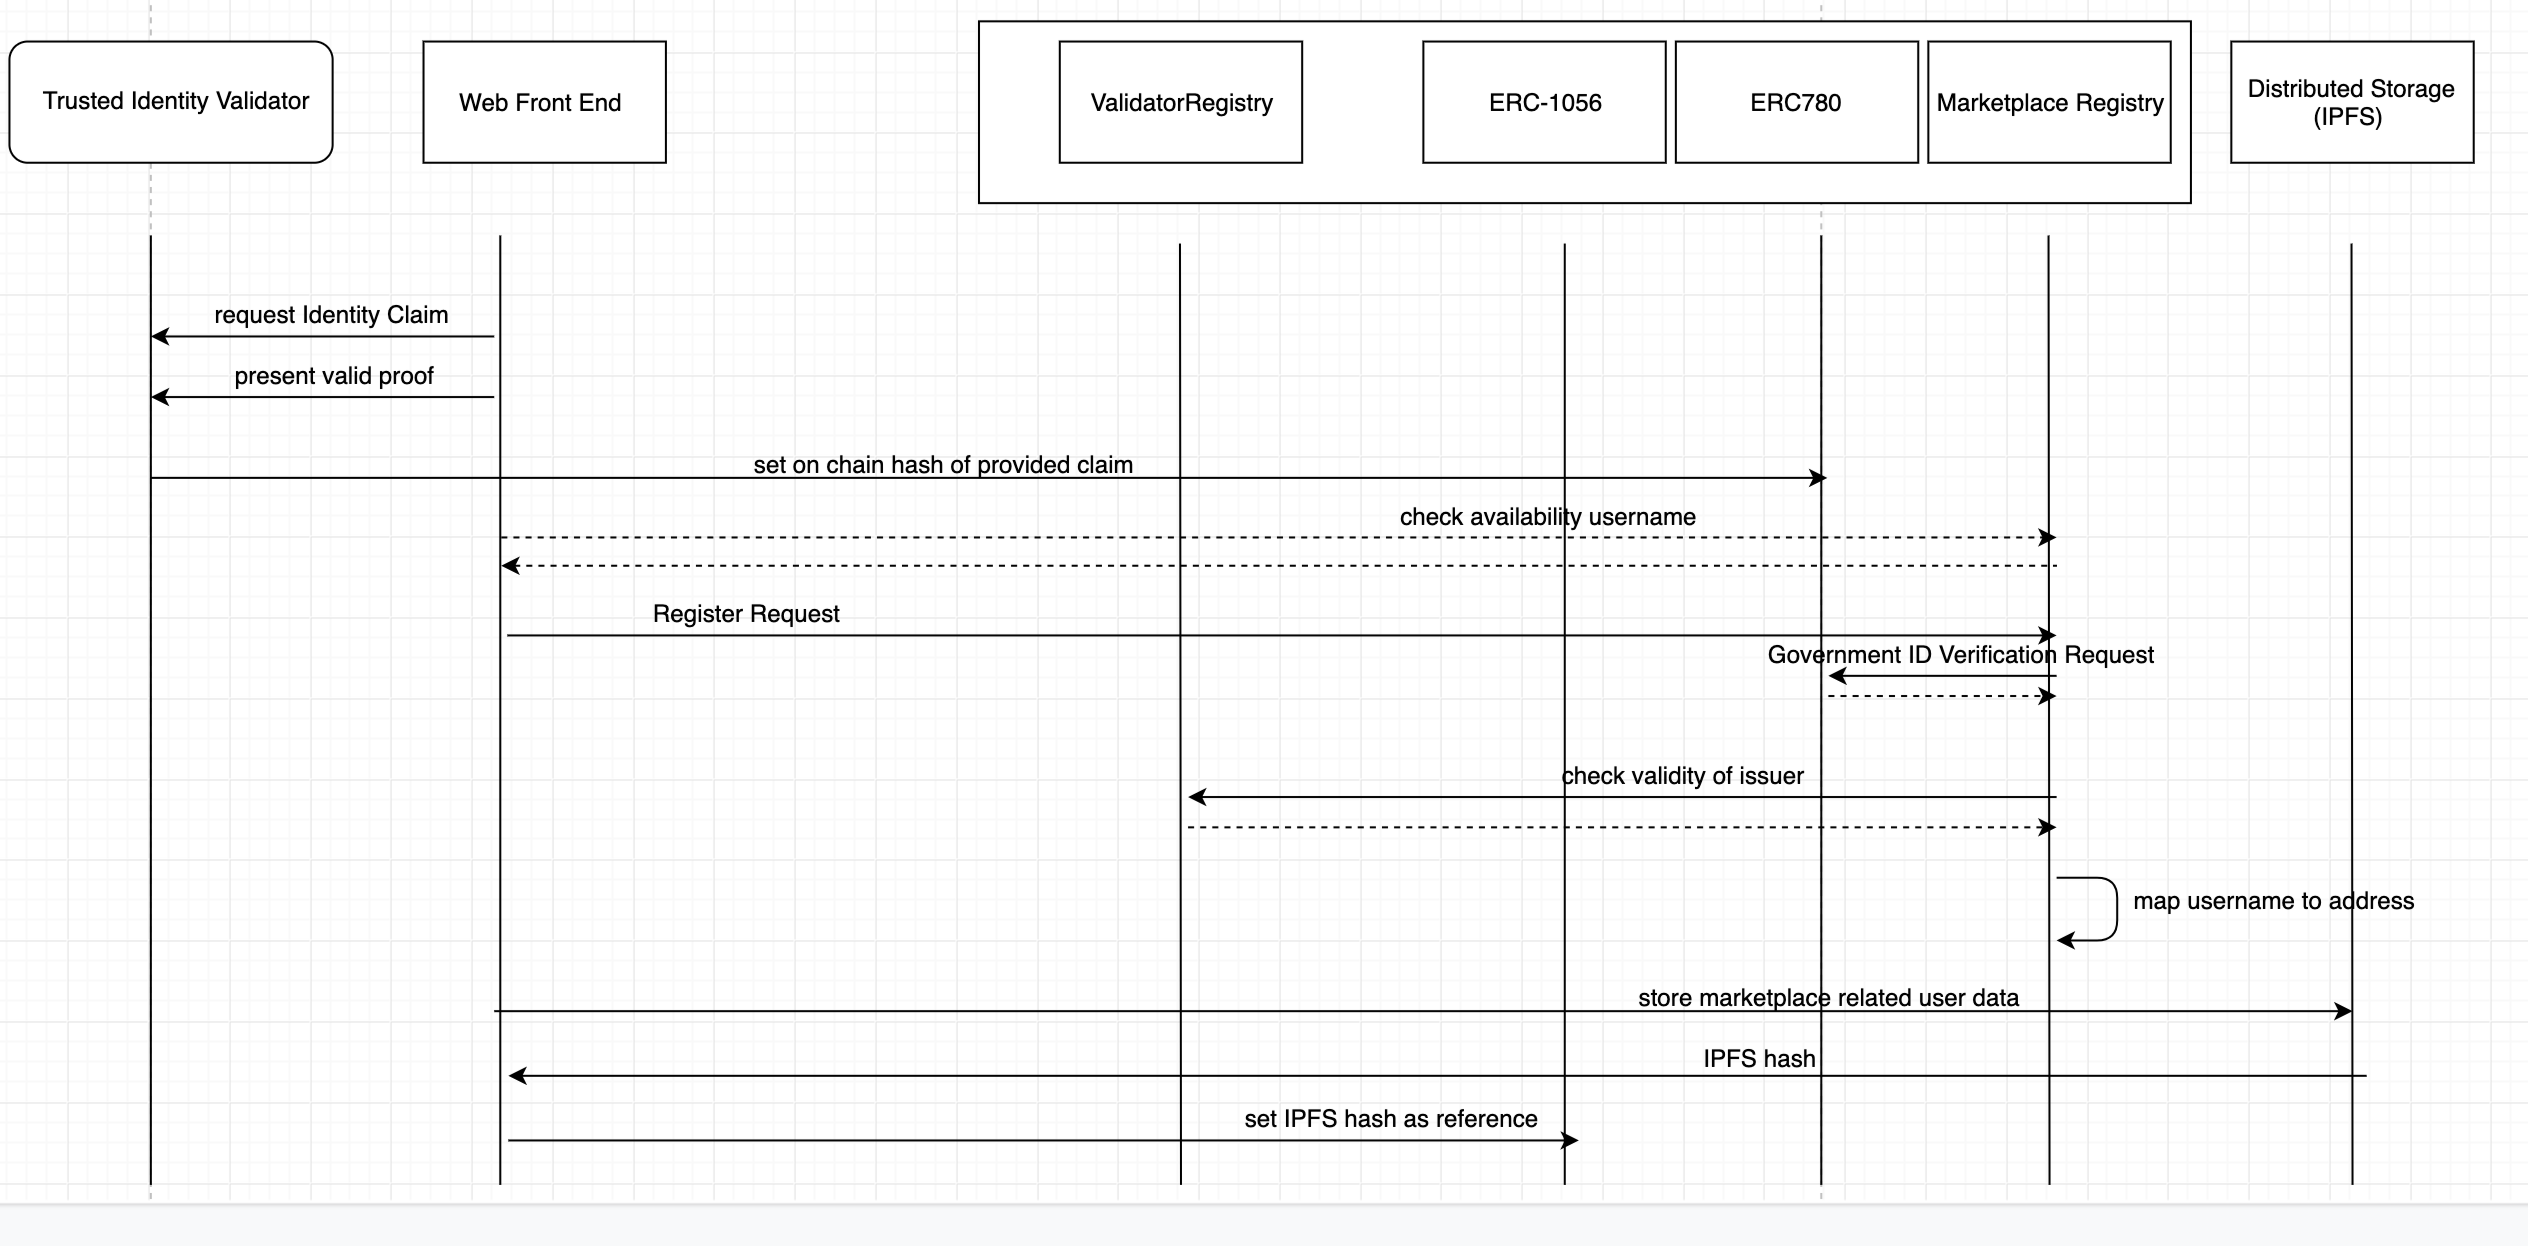 Trusted Identity Validator
Web Front End
ValidatorRegistry
ERC-1056
ERC780
Marketplace Registry
Distributed Storage
(IPFS)
request Identity Claim
present valid proof
set on chain hash of provided claim
check availability username
Register Request
Government ID Verification Request
check validity of issuer
map username to address
store marketplace related user data
IPFS hash
set IPFS hash as reference